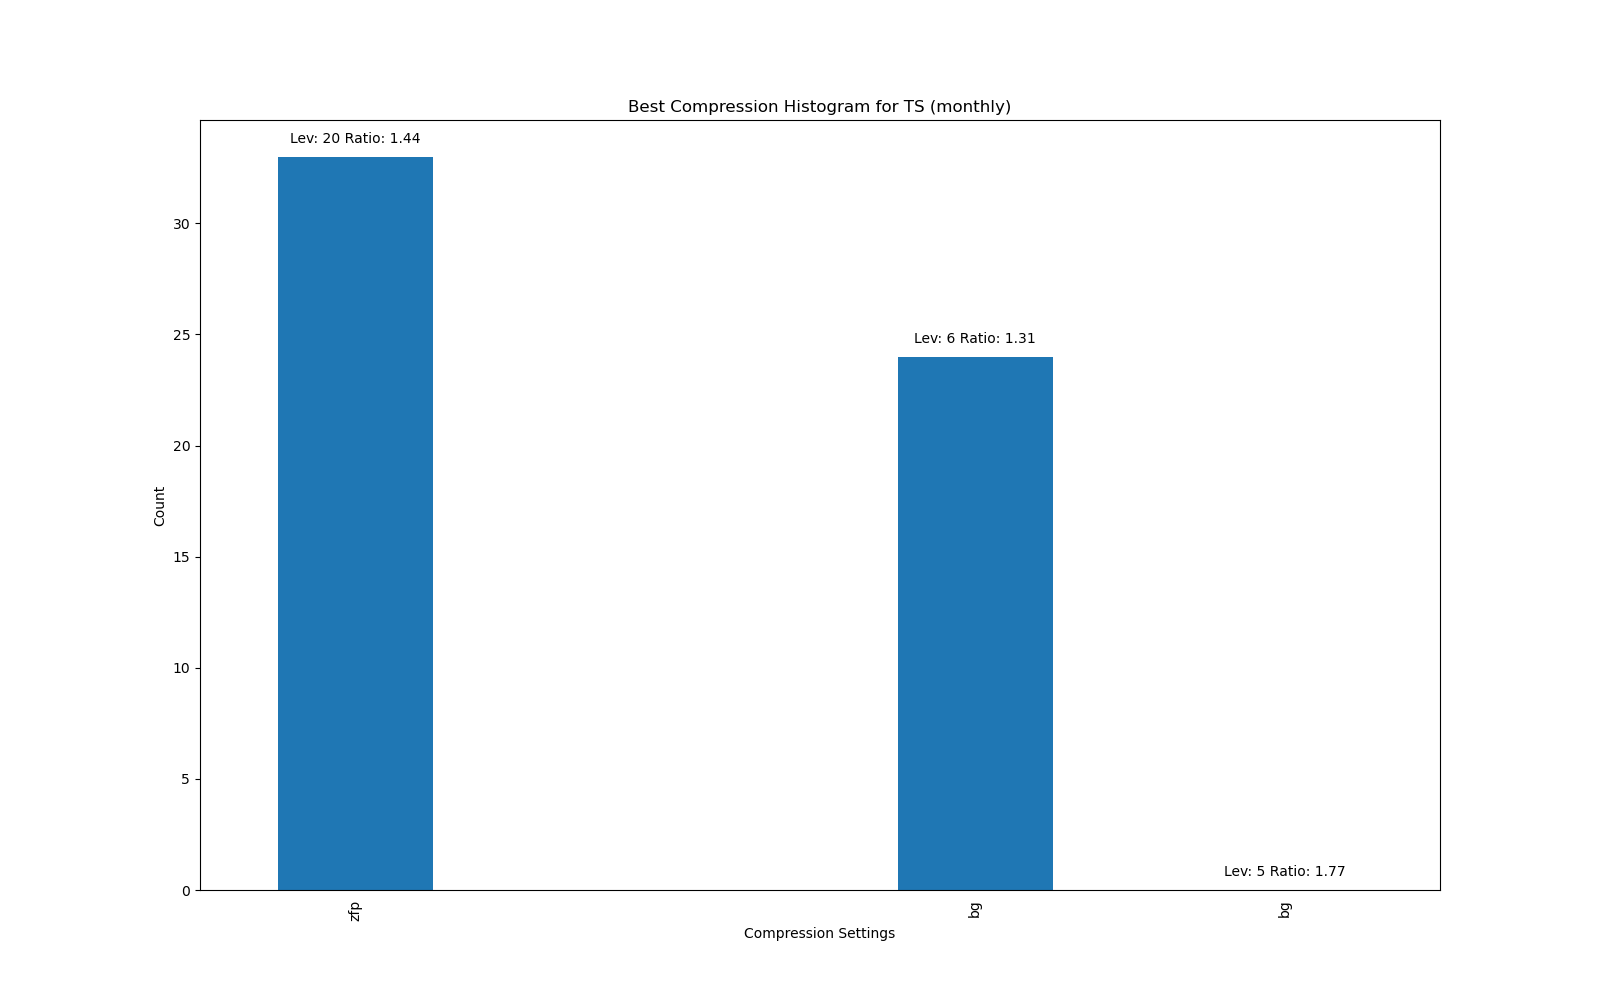 Best Compression Histogram for TS (monthly)
Lev: 20 Ratio: 1.44
Lev: 6 Ratio: 1.31
Lev: 5 Ratio: 1.77
30
25
20
15
10
5
0
Count
zfp
bg
bg
Compression Settings